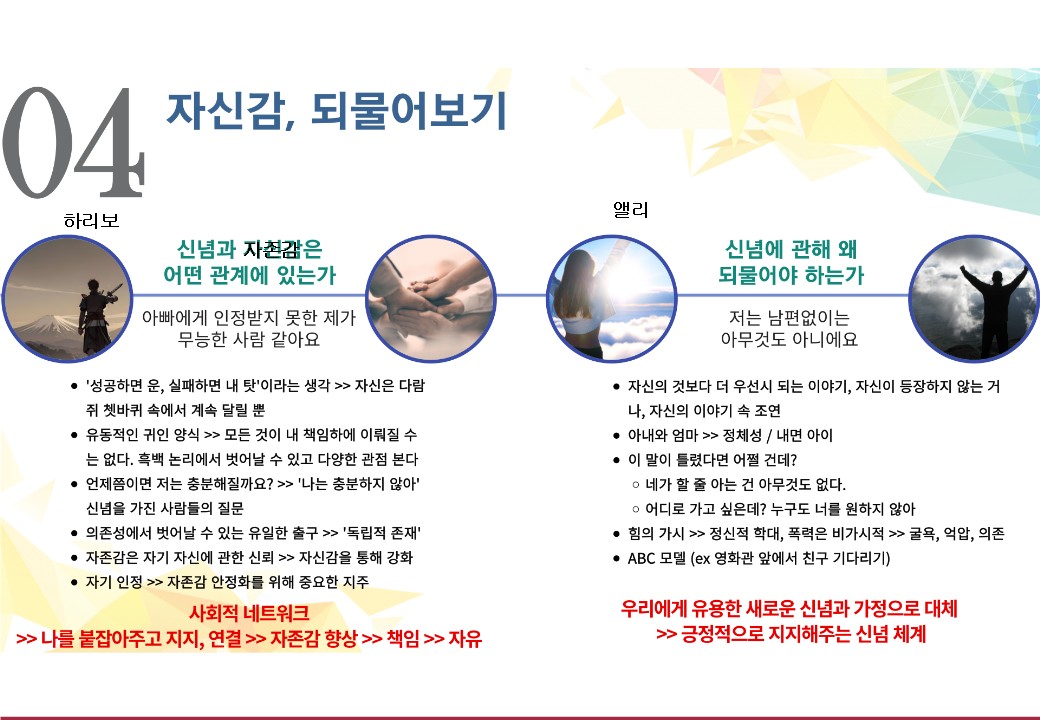 04 자신감, 되물어보기
하리보
신념과 자존감은
어떤 관계에 있는가
아빠에게 인정받지 못한 제가
무능한 사람 같아요
• '성공하면 운, 실패하면 내 탓'이라는 생각 >> 자신은 다람
쥐 쳇바퀴 속에서 계속 달릴 뿐
• 유동적인 귀인 양식 >> 모든 것이 내 책임하에 이뤄질 수
는 없다. 흑백 논리에서 벗어날 수 있고 다양한 관점 본다
• 언제쯤이면 저는 충분해질까요? >> '나는 충분하지 않아'
신념을 가진 사람들의 질문
• 의존성에서 벗어날 수 있는 유일한 출구 >> '독립적 존재'
• 자존감은 자기 자신에 관한 신뢰 >> 자신감을 통해 강화
• 자기 인정 >> 자존감 안정화를 위해 중요한 지주
사회적 네트워크
>> 나를 붙잡아주고 지지, 연결 >> 자존감 향상 >> 책임 >> 자유
앨리
신념에 관해 왜
되물어야 하는가
저는 남편없이는
아무것도 아니에요
• 자신의 것보다 더 우선시 되는 이야기, 자신이 등장하지 않는 거
나, 자신의 이야기 속 조연
• 아내와 엄마 >> 정체성 / 내면 아이
• 이 말이 틀렸다면 어쩔 건데?
○ 네가 할 줄 아는 건 아무것도 없다.
○ 어디로 가고 싶은데? 누구도 너를 원하지 않아
• 힘의 가시 >> 정신적 학대, 폭력은 비가시적 >> 굴욕, 억압, 의존
• ABC 모델 (ex 영화관 앞에서 친구 기다리기)
우리에게 유용한 새로운 신념과 가정으로 대체
>> 긍정적으로 지지해주는 신념 체계